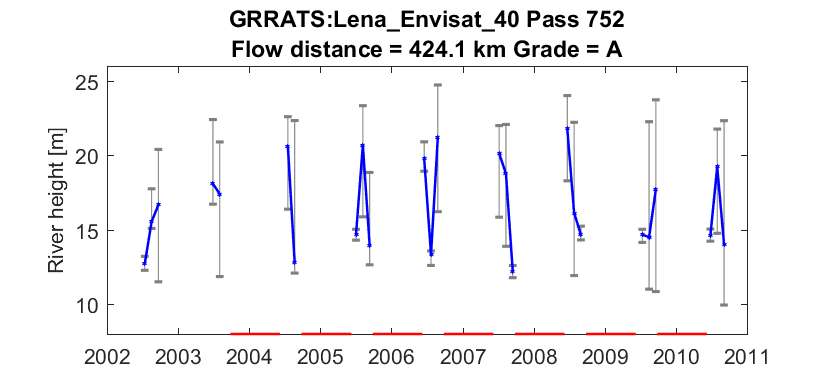 GRRATS:Lena_Envisat_40 Pass 752
Flow distance = 424.1 km Grade = A
River height [m]
25
20
15
10
2002 2003 2004 2005 2006 2007 2008 2009 2010 2011